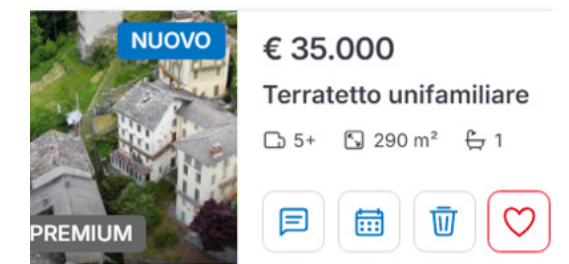 NUOVO
€ 35.000
Terratetto unifamiliare
5+ 290 m² 1
PREMIUM